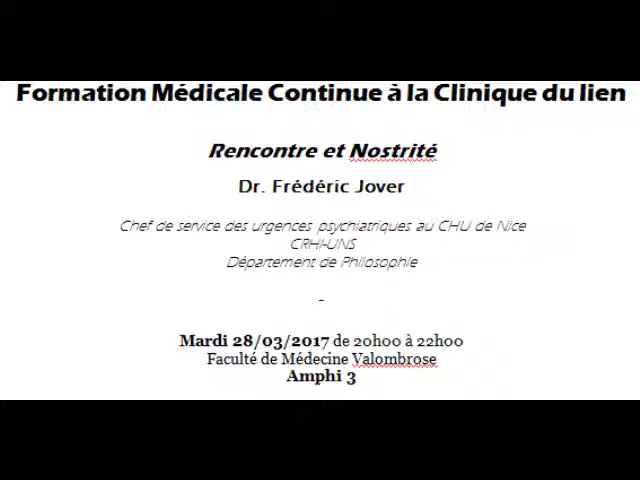 Formation Médicale Continue à la Clinique du lien
Rencontre et Nostrité
Dr. Frédéric Jover
Chef de service des urgences psychiatriques au CHU de Nice
CRHI-UNS
Département de Philosophie
-
Mardi 28/03/2017 de 20h00 à 22h00
Faculté de Médecine Valombrose
Amphi 3